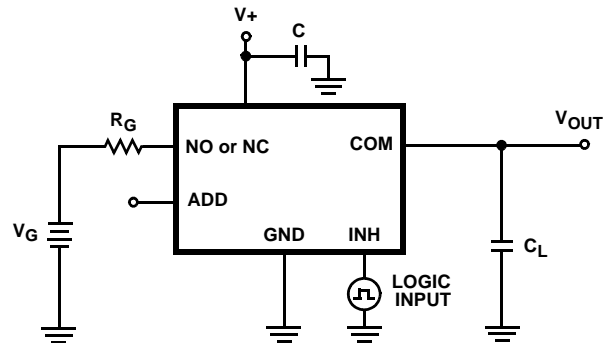 V+
C
RG
VOUT
NO or NC
COM
ADD
VG
GND
INH
CL
LOGIC
INPUT